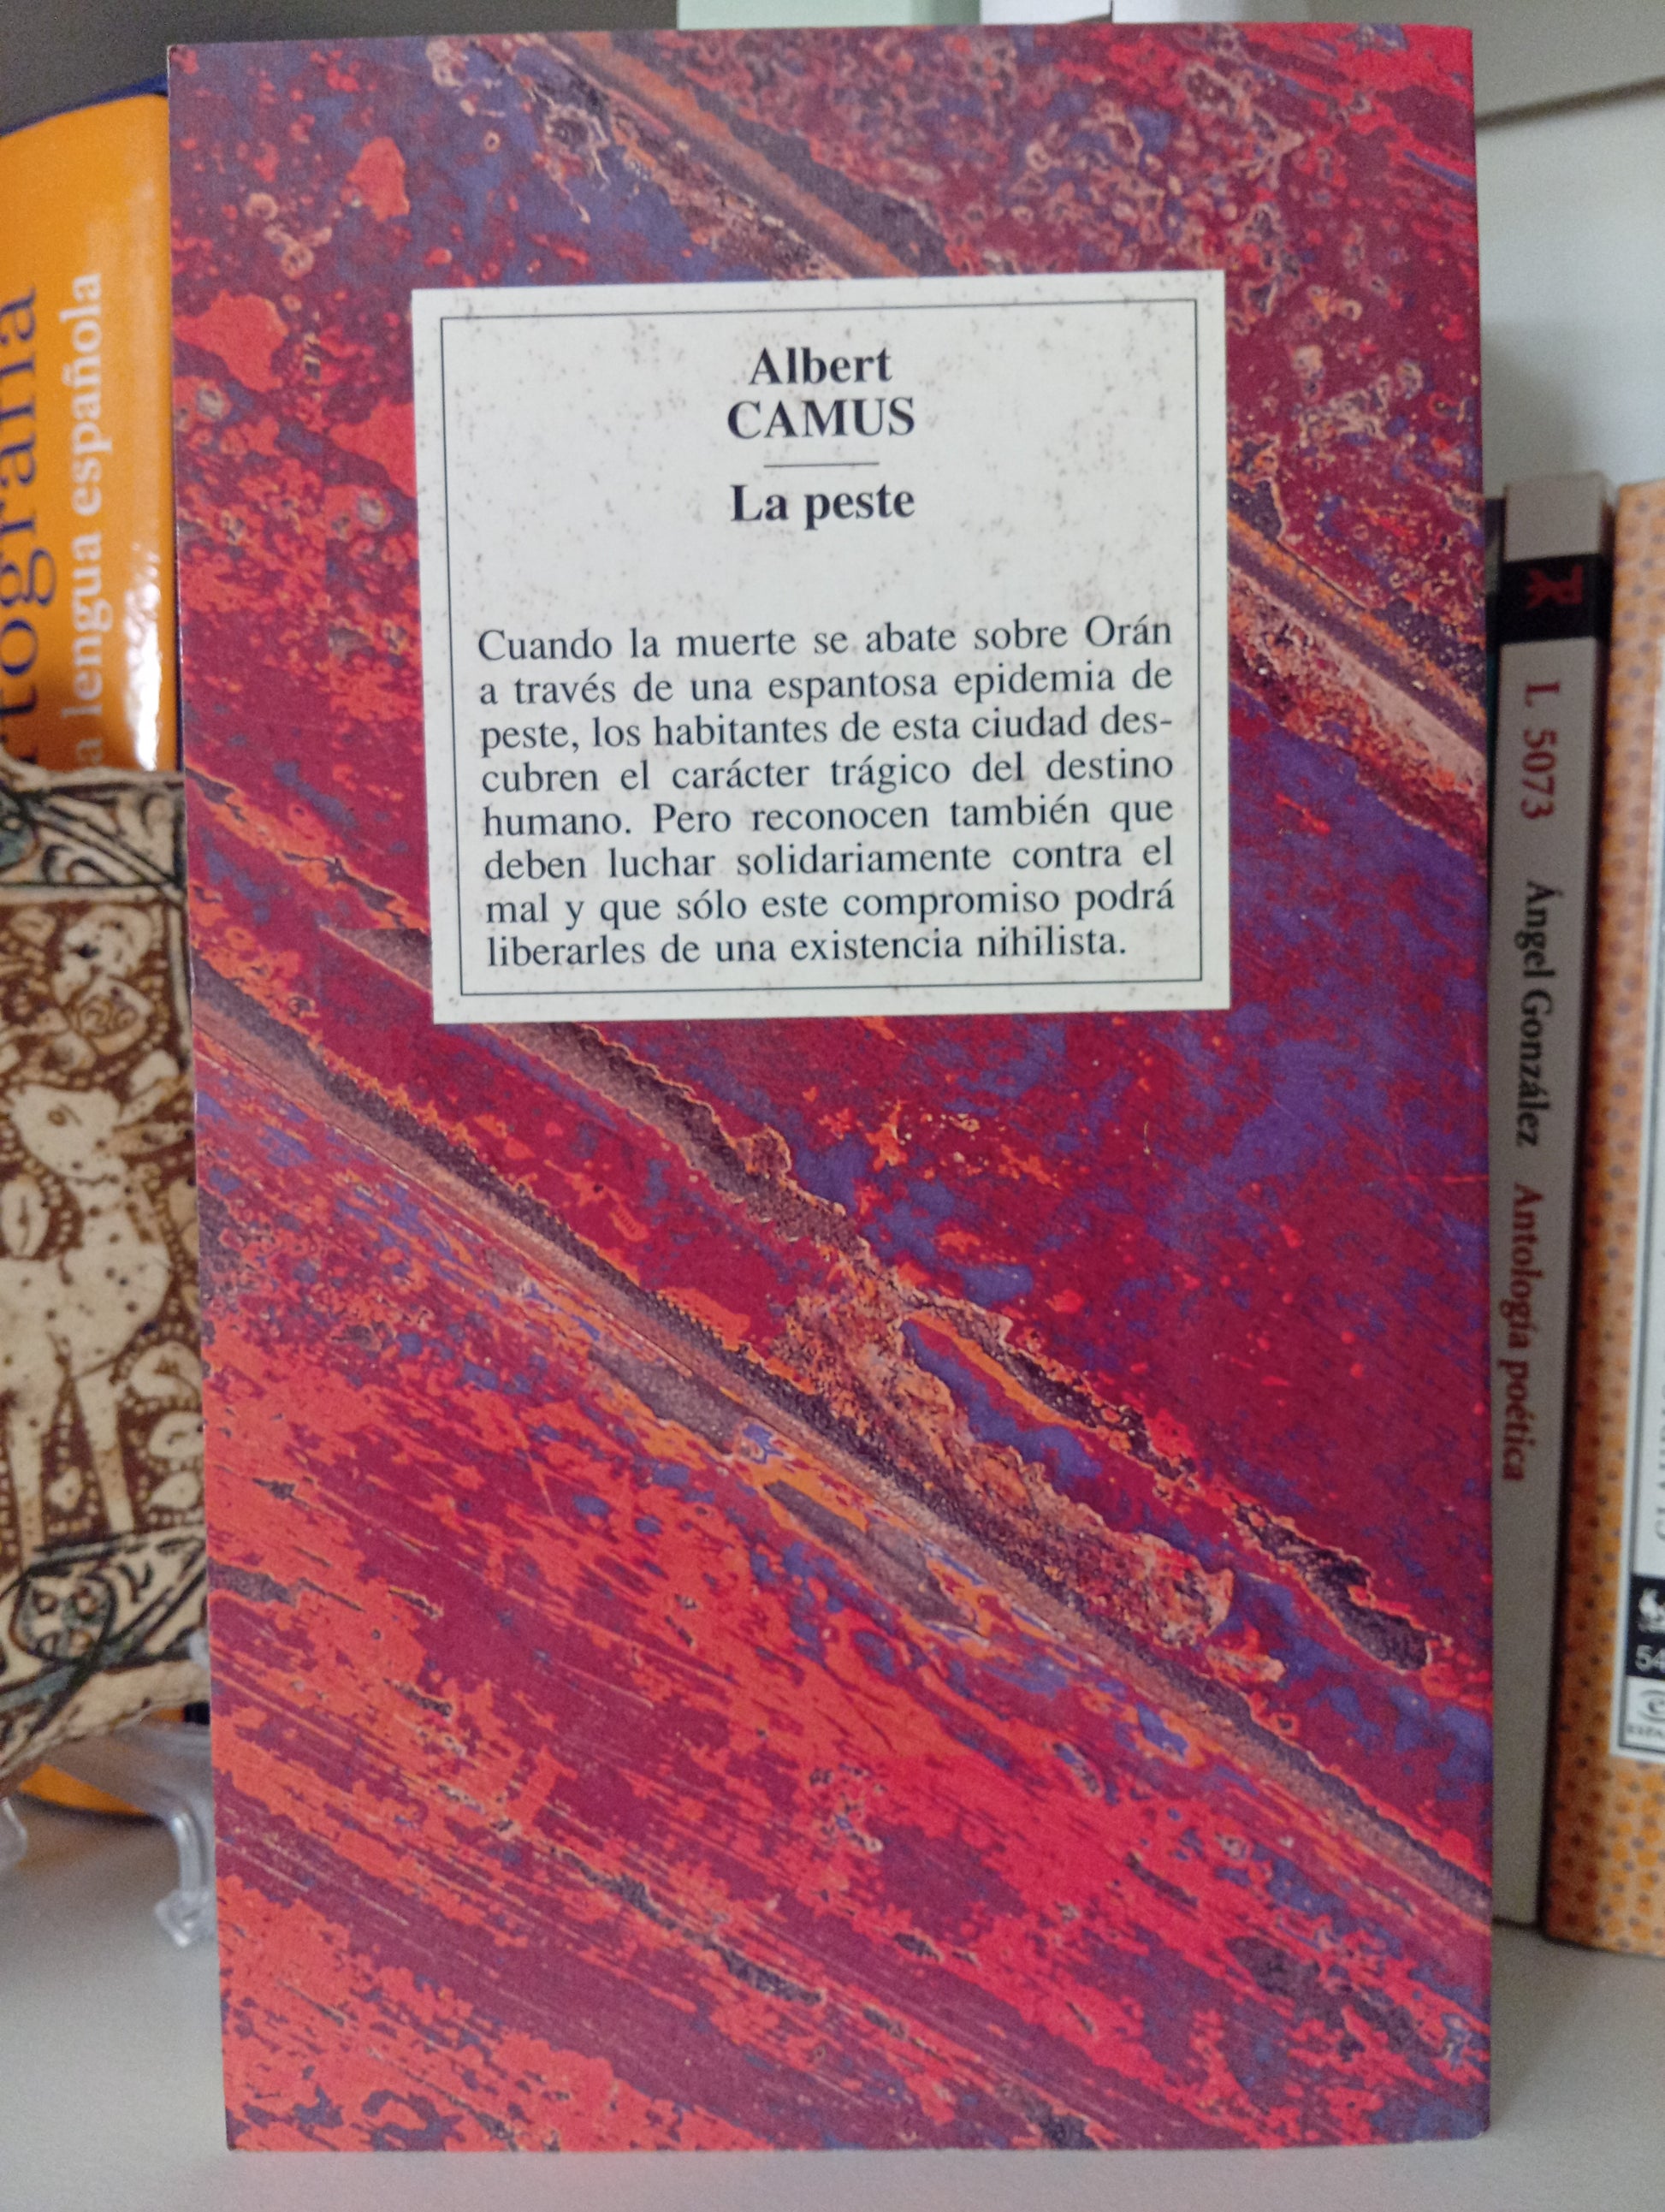 Albert
CAMUS
La peste
Cuando la muerte se abate sobre Orán
a través de una espantosa epidemia de
peste, los habitantes de esta ciudad des-
cubren el carácter trágico del destino
humano. Pero reconocen también que
deben luchar solidariamente contra el
mal y que sólo este compromiso podrá
liberarles de una existencia nihilista.
lengua española
L 5073 Ángel González Antología poética
54